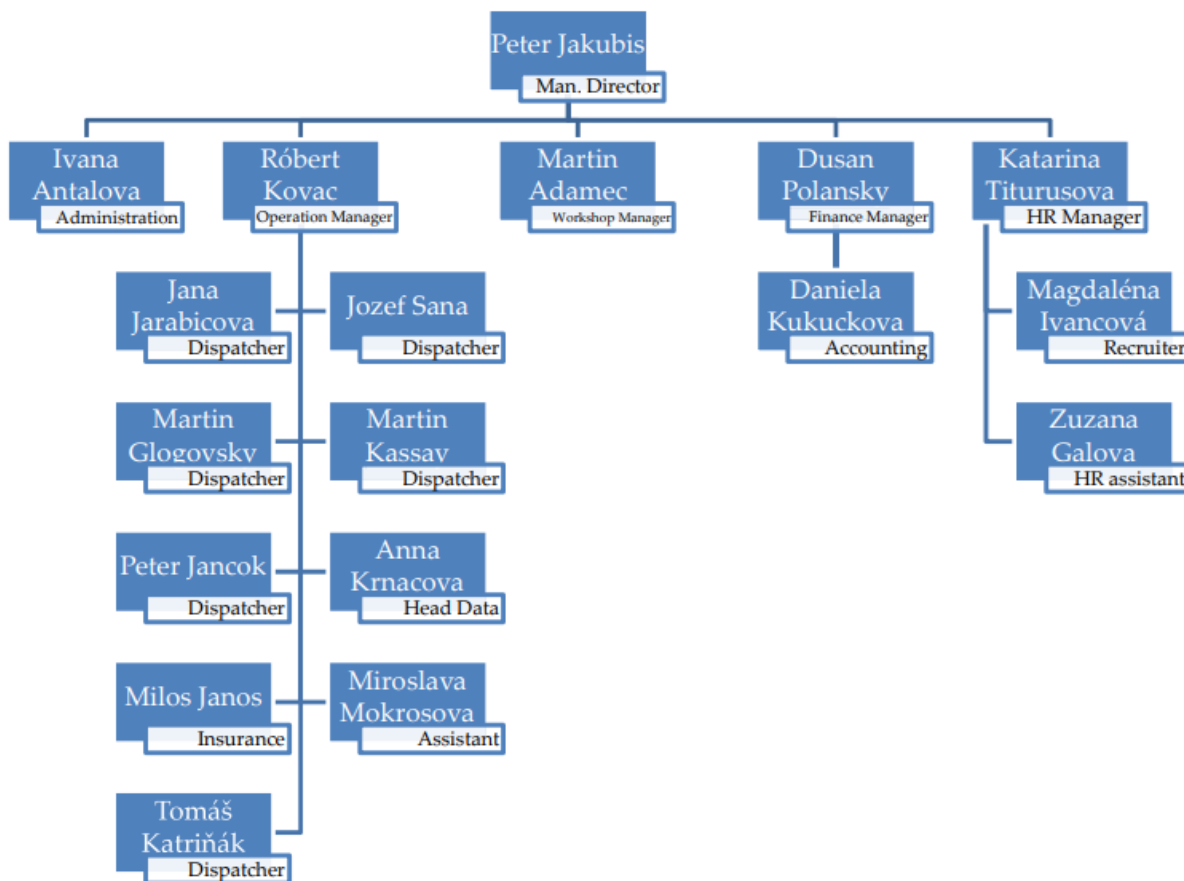 Peter Jakubis
Man. Director
Ivana
Antalova
Administration
Róbert
Kovac
Operation Manager
Martin
Adamec
Workshop Manager
Dusan
Polansky
Finance Manager
Katarina
Titurusova
HR Manager
Jana
Jarabicova
Dispatcher
Jozef Sana
Dispatcher
Daniela
Kukuckova
Accounting
Magdaléna
Ivancová
Recruiter
Martin
Glogovsky
Dispatcher
Martin
Kassay
Dispatcher
Zuzana
Galova
HR assistant
Peter Jancok
Dispatcher
Anna
Krnacova
Head Data
Milos Janos
Insurance
Miroslava
Mokrosova
Assistant
Tomáš
Katriňák
Dispatcher